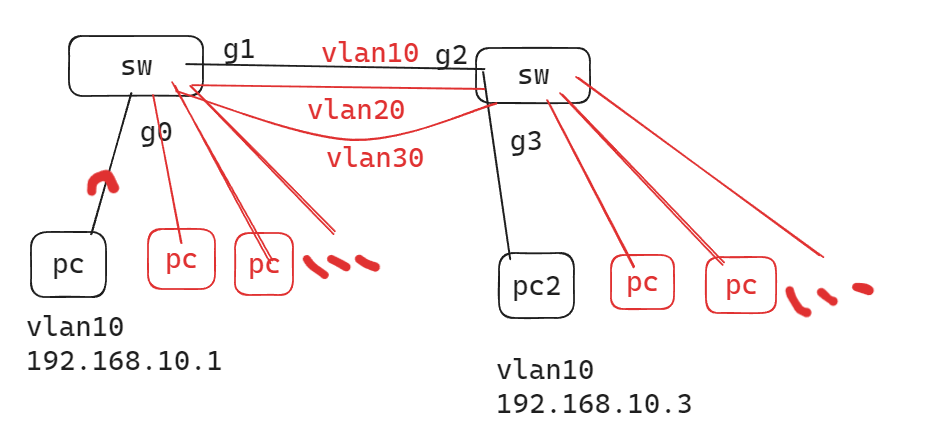 g1
vlan10
g2
sw
sw
vlan20
g0
g3
vlan30
pc
pc
pc
pc2
pc
pc
vlan10
192.168.10.1
vlan10
192.168.10.3